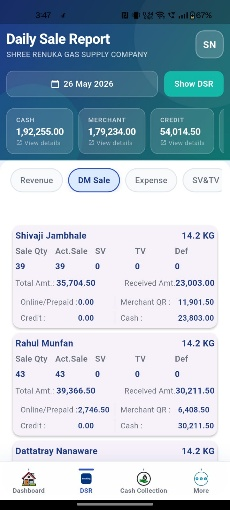 3:47
67%
Daily Sale Report
SHREE RENUKA GAS SUPPLY COMPANY
SN
26 May 2026
Show DSR
CASH MERCHANT CREDIT
1,92,255.00 1,79,234.00 54,014.50
View details View details View details
Revenue DM Sale Expense SV&TV
Shivaji Jambhale 14.2 KG
Sale Qty Act.Sale SV TV Def
39 39 0 0 0
Total Amt.: 35,704.50 Received Amt.23,003.00
Online/Prepaid :0.00 Merchant QR : 11,901.50
Credit : 0.00 Cash : 23,803.00
Rahul Munfan 14.2 KG
Sale Qty Act.Sale SV TV Def
43 43 0 0 0
Total Amt.: 39,366.50 Received Amt.30,211.50
Online/Prepaid :2,746.50 Merchant QR : 6,408.50
Credit : 0.00 Cash : 30,211.50
Dattatray Nanaware 14.2 KG
Dashboard DSR Cash Collection More